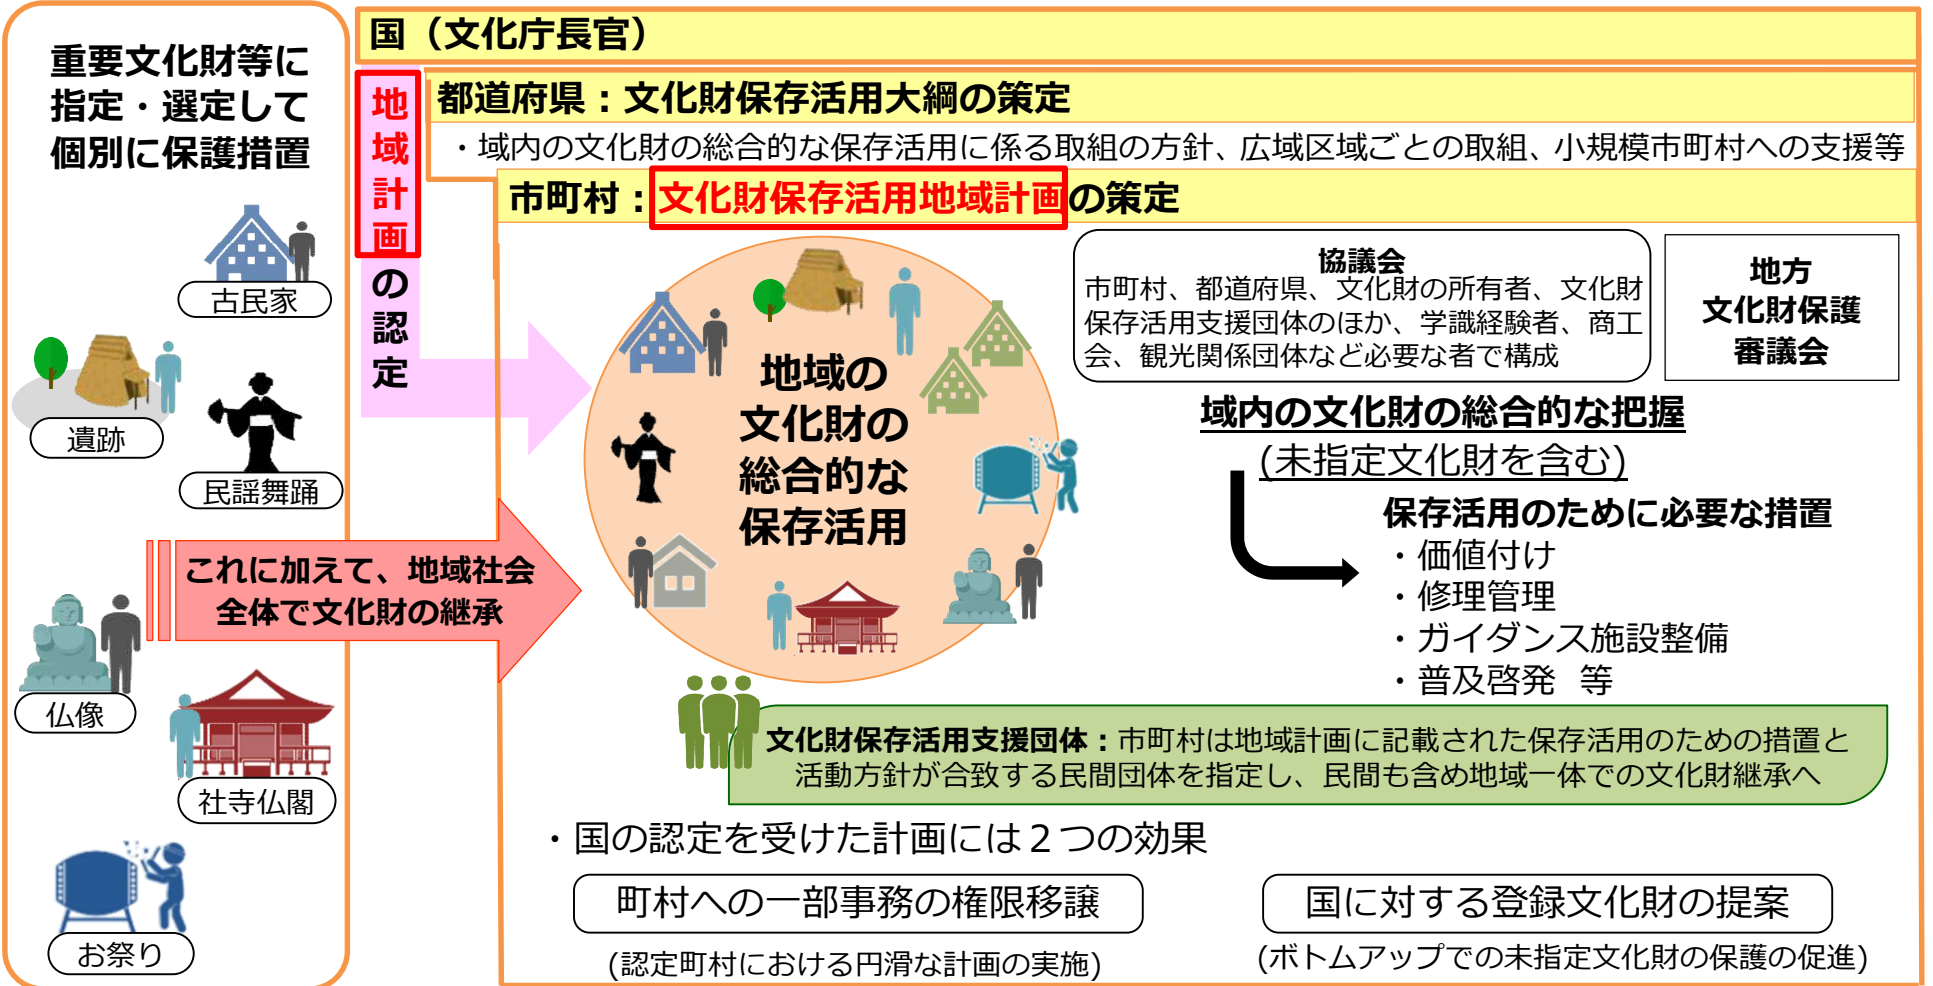 重要文化財等に
指定・選定して
個別に保護措置
古民家
遺跡
民謡舞踊
仏像
社寺仏閣
お祭り
これに加えて、地域社会
全体で文化財の継承
国（文化庁長官）
地域計画の認定
都道府県：文化財保存活用大綱の策定
・域内の文化財の総合的な保存活用に係る取組の方針、広域区域ごとの取組、小規模市町村への支援等
市町村：文化財保存活用地域計画の策定
地域の
文化財の
総合的な
保存活用
協議会
市町村、都道府県、文化財の所有者、文化財
保存活用支援団体のほか、学識経験者、商工
会、観光関係団体など必要な者で構成
地方
文化財保護
審議会
域内の文化財の総合的な把握
(未指定文化財を含む)
保存活用のために必要な措置
・価値付け
・修理管理
・ガイダンス施設整備
・普及啓発　等
文化財保存活用支援団体：市町村は地域計画に記載された保存活用のための措置と
活動方針が合致する民間団体を指定し、民間も含め地域一体での文化財継承へ
・国の認定を受けた計画には２つの効果
町村への一部事務の権限移譲
(認定町村における円滑な計画の実施)
国に対する登録文化財の提案
(ボトムアップでの未指定文化財の保護の促進)